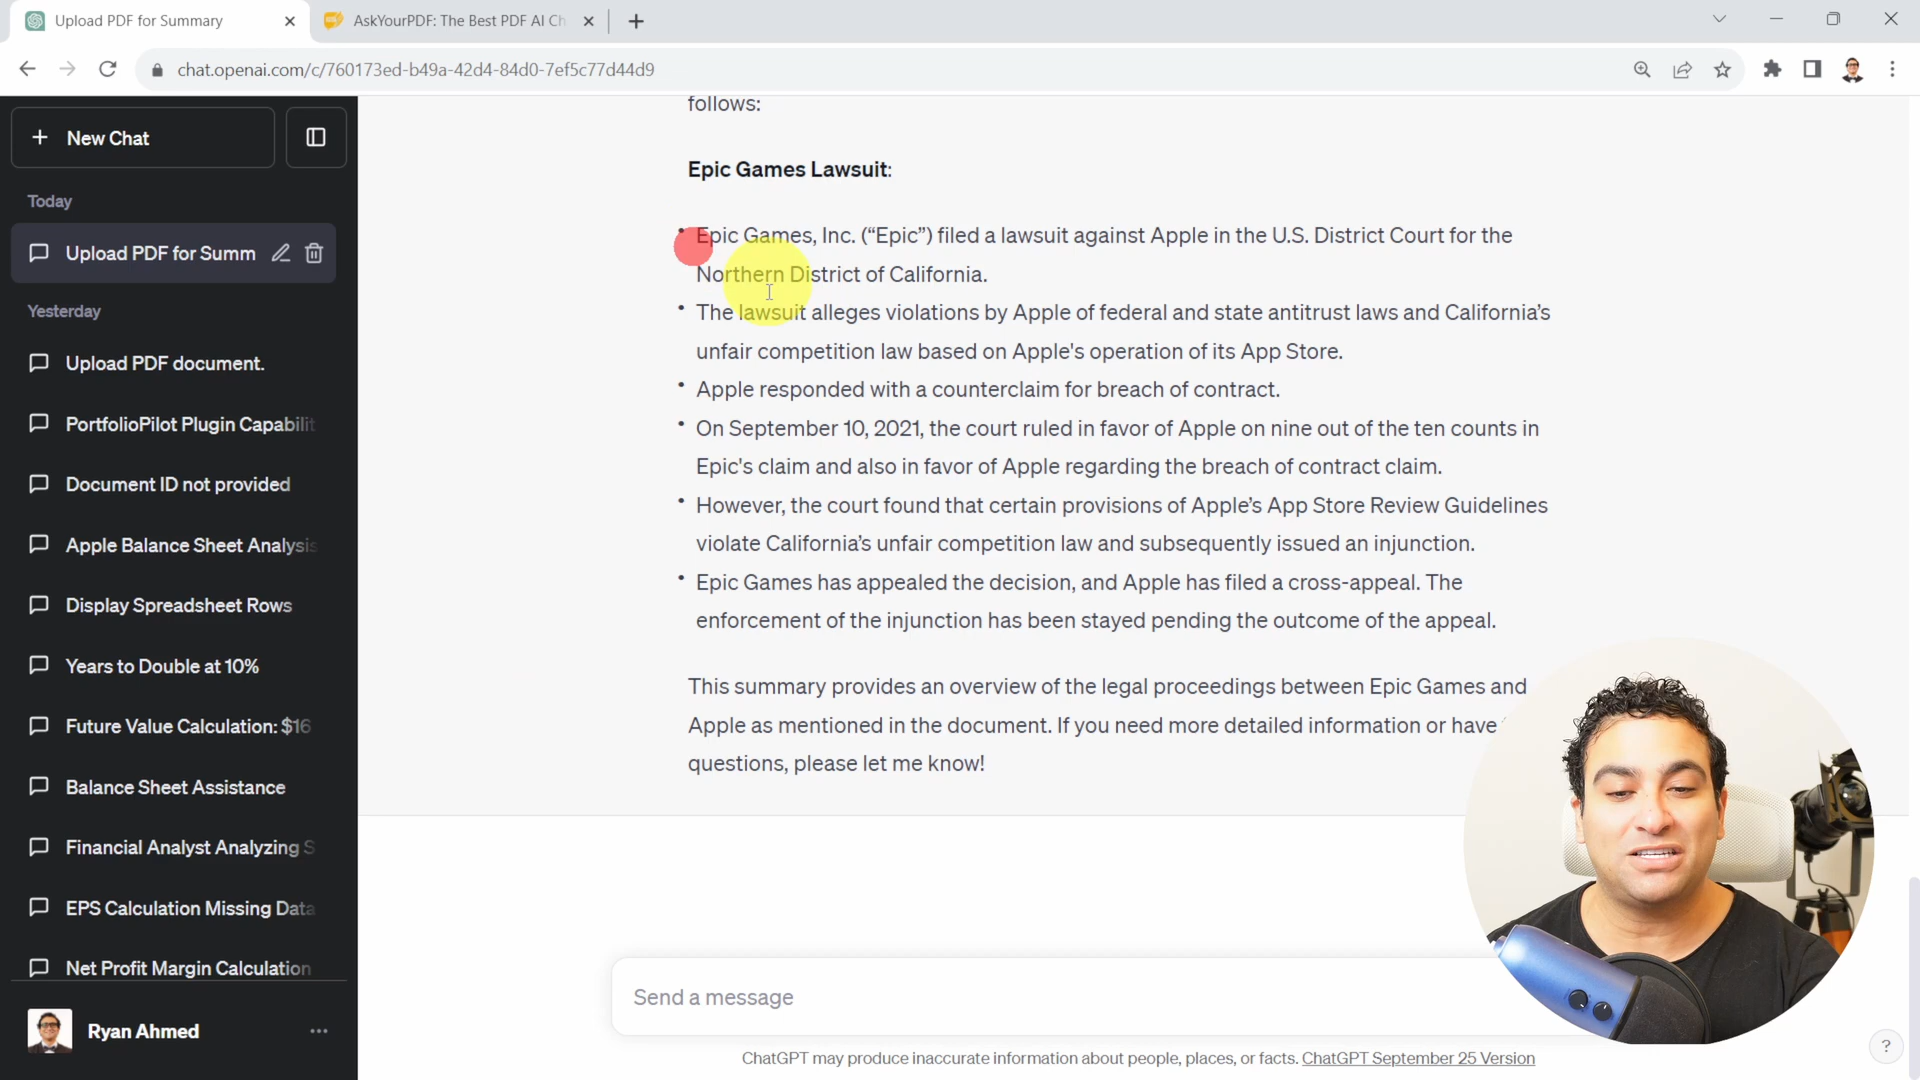 Upload PDF for Summary
AskYourPDF: The Best PDF AI Ch
chat.openai.com/c/760173ed-b49a-42d4-84d0-7ef5c77d44d9
New Chat
Today
Upload PDF for Summ
Yesterday
Upload PDF document.
PortfolioPilot Plugin Capabilit
Document ID not provided
Apple Balance Sheet Analysis
Display Spreadsheet Rows
Years to Double at 10%
Future Value Calculation: $16
Balance Sheet Assistance
Financial Analyst Analyzing S
EPS Calculation Missing Data
Net Profit Margin Calculation
Ryan Ahmed
follows:
Epic Games Lawsuit:
• Epic Games, Inc. (“Epic”) filed a lawsuit against Apple in the U.S. District Court for the
Northern District of California.
• The lawsuit alleges violations by Apple of federal and state antitrust laws and California’s
unfair competition law based on Apple's operation of its App Store.
• Apple responded with a counterclaim for breach of contract.
• On September 10, 2021, the court ruled in favor of Apple on nine out of the ten counts in
Epic's claim and also in favor of Apple regarding the breach of contract claim.
• However, the court found that certain provisions of Apple’s App Store Review Guidelines
violate California’s unfair competition law and subsequently issued an injunction.
• Epic Games has appealed the decision, and Apple has filed a cross-appeal. The
enforcement of the injunction has been stayed pending the outcome of the appeal.
This summary provides an overview of the legal proceedings between Epic Games and
Apple as mentioned in the document. If you need more detailed information or have
questions, please let me know!
Send a message
ChatGPT may produce inaccurate information about people, places, or facts. ChatGPT September 25 Version
?